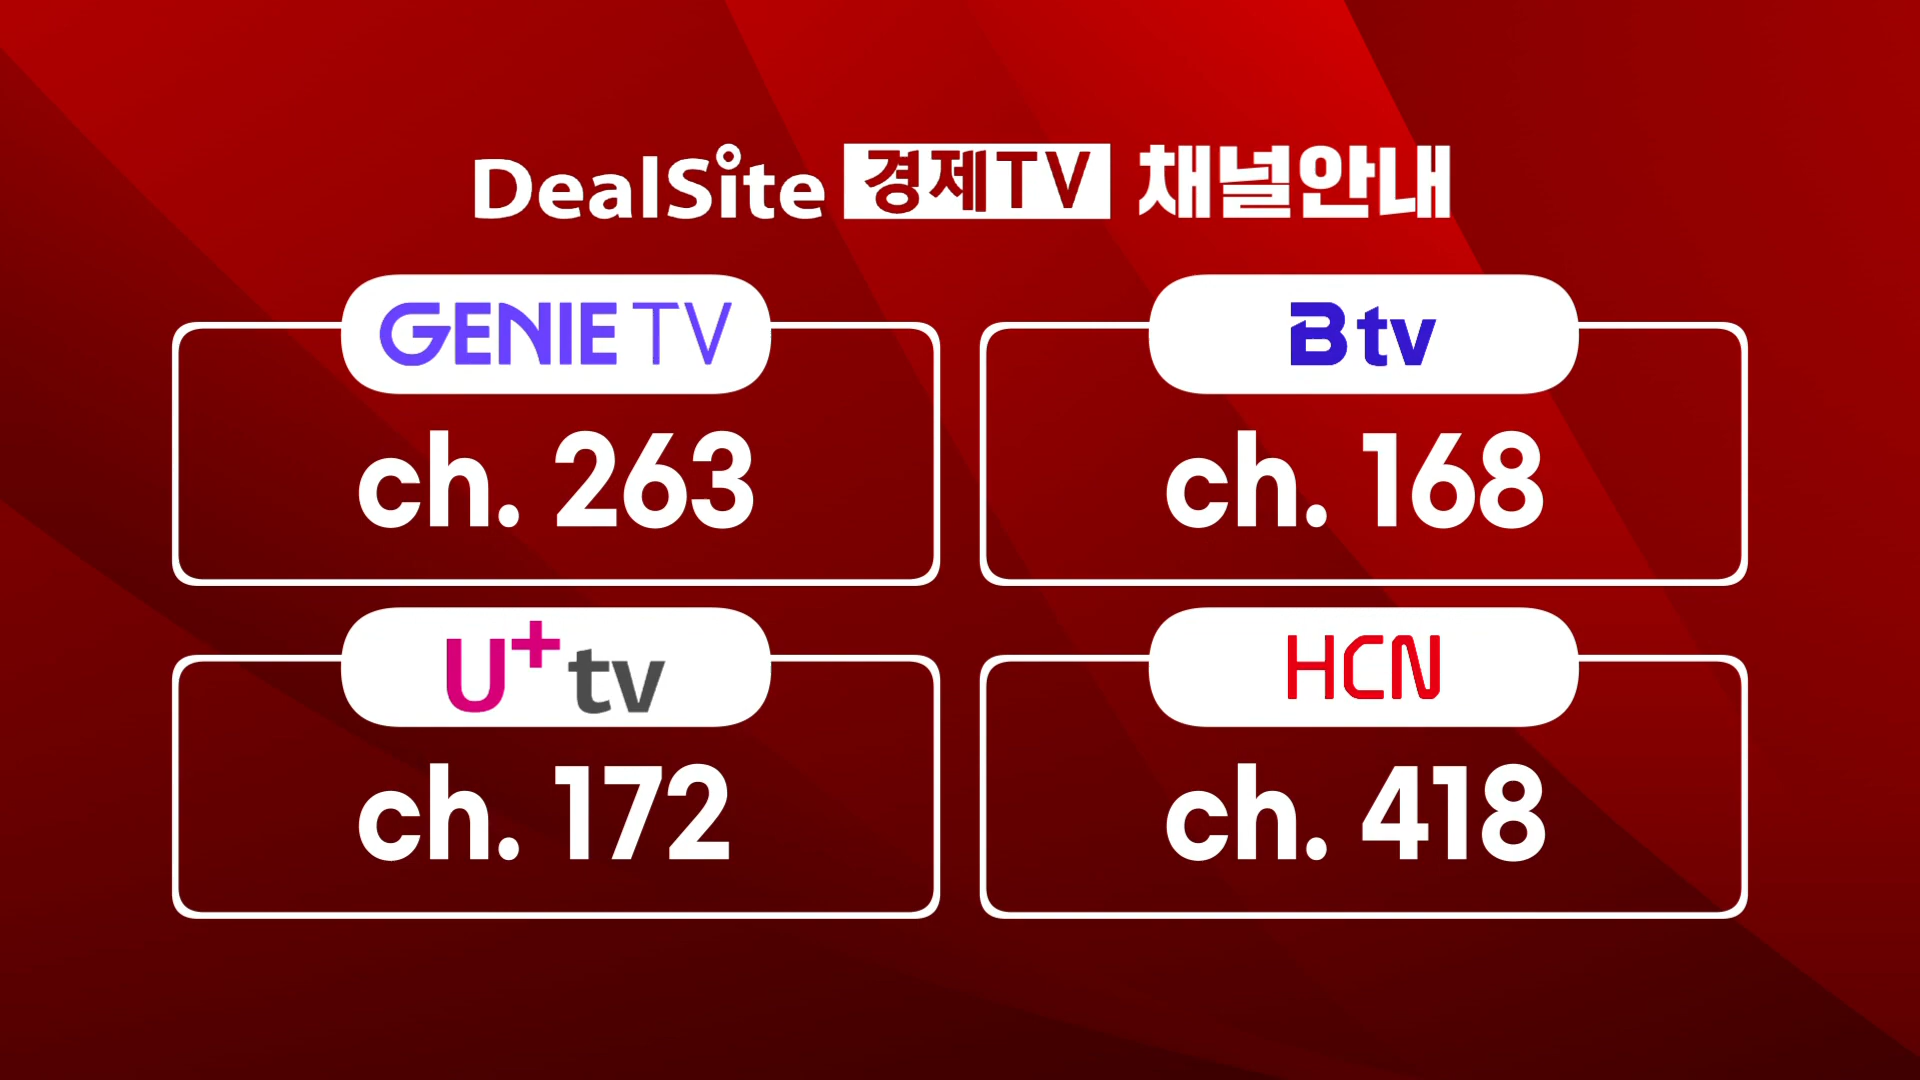 DealSite 경제TV 채널안내
GENIE TV
ch. 263
B tv
ch. 168
U+ tv
ch. 172
HCN
ch. 418